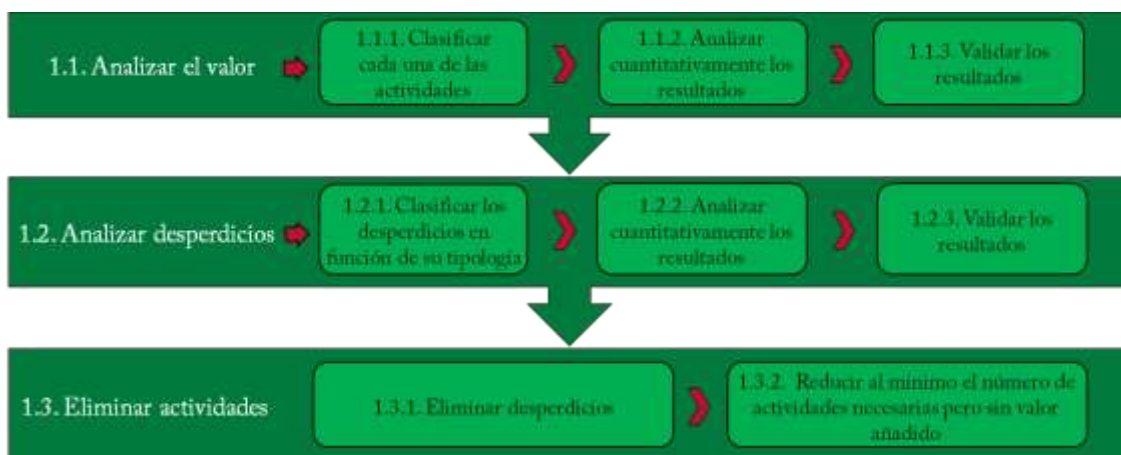 1.1. Analizar el valor
1.1.1. Clasificar
cada una de las
actividades
1.1.2. Analizar
cuantitativamente los
resultados
1.1.3. Validar los
resultados
1.2. Analizar desperdicios
1.2.1. Clasificar los
desperdicios en
función de su tipología
1.2.2. Analizar
cuantitativamente los
resultados
1.2.3. Validar los
resultados
1.3. Eliminar actividades
1.3.1. Eliminar desperdicios
1.3.2. Reducir al mínimo el número de
actividades necesarias pero sin valor
añadido